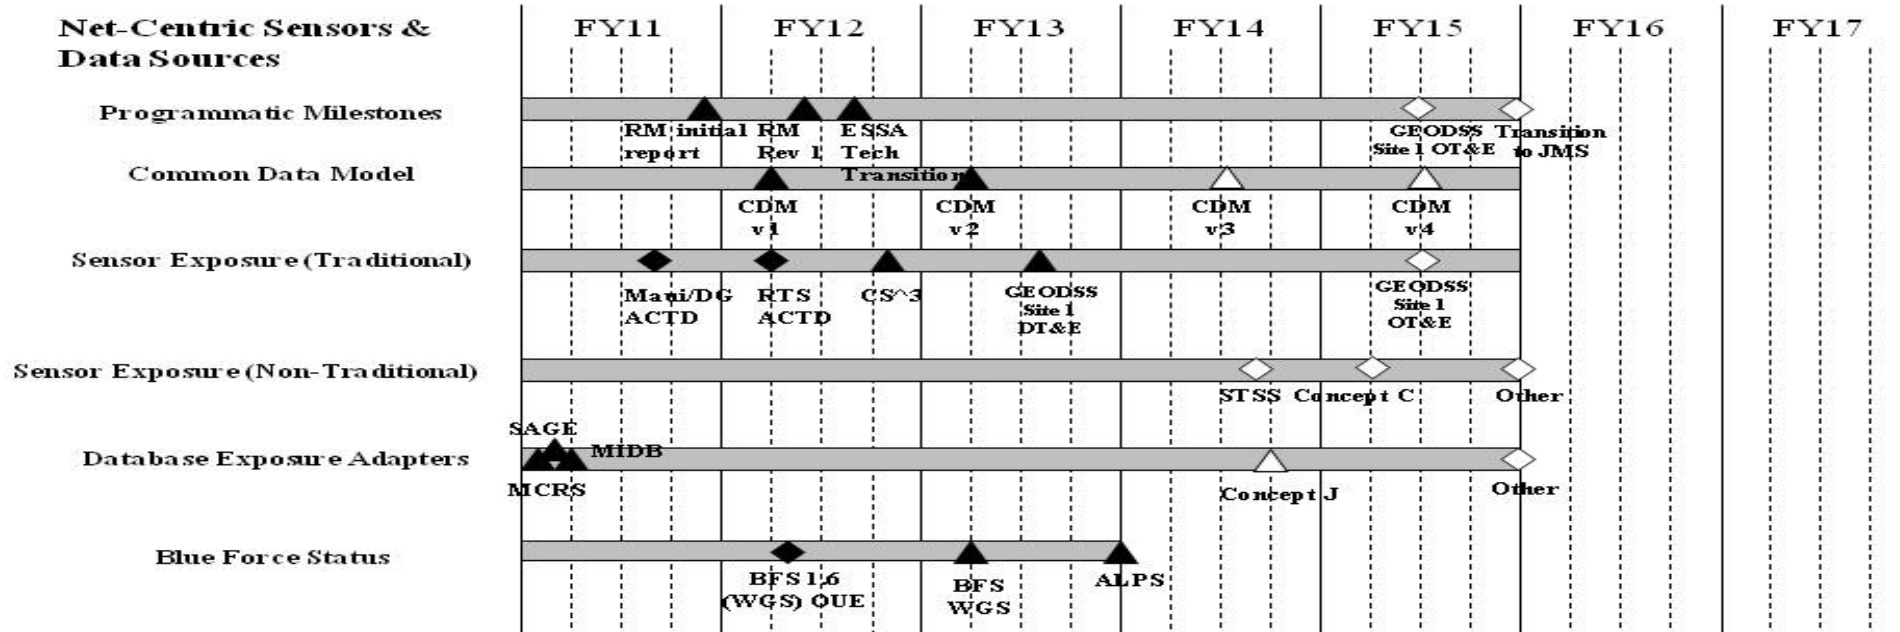 Net-Centric Sensors &
Data Sources
FY11 FY12 FY13 FY14 FY15 FY16 FY17
Programmatic Milestones
RM initial
report
RM
Rev 1
ESSA
Tech
Transition
GEODSS
Site 1 OT&E
Transition
to JMS
Common Data Model
CDM
v1
CDM
v2
CDM
v3
CDM
v4
Sensor Exposure (Traditional)
Maui/DG
ACTD
RTS
ACTD
CS^3
GEODSS
Site 1
DT&E
GEODSS
Site 1
OT&E
Sensor Exposure (Non-Traditional)
STSS
Concept C
Other
Database Exposure Adapters
SAGE
MIDB
MCRS
Concept J
Other
Blue Force Status
BFS 1.6
(WGS) OUE
BFS
WGS
ALPS